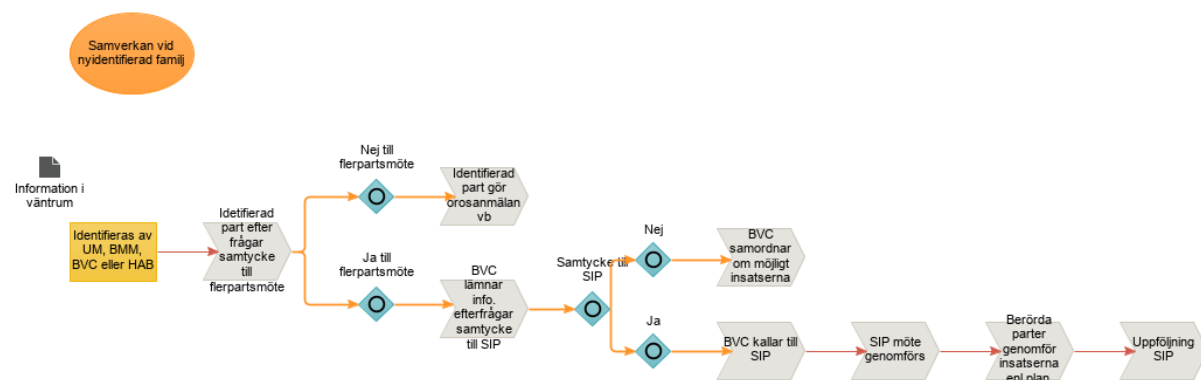 Samverkan vid
nyidentifierad familj
Information i
väntrum
Identifieras av
UM, BMM,
BVC eller HAB
Idetifierad
part efter
frågar
samtycke
till
flerpartsmöte
Nej till
flerpartsmöte
Identifierad
part gör
orosanmälan
vb
Ja till
flerpartsmöte
BVC
lämnar
info.
efterfrågar
samtycke
till SIP
Samtycke till
SIP
Nej
BVC
samordnar
om möjligt
insatserna
Ja
BVC kallar till
SIP
SIP möte
genomförs
Berörda
parter
genomför
insatserna
enl plan
Uppföljning
SIP